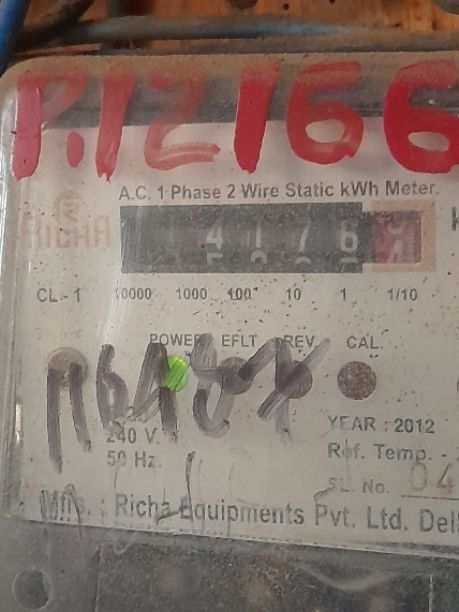 P.12166
A.C. 1 Phase 2 Wire Static kWh Meter.
RICHA
4 1 7 6
CL.-1 10000 1000 100 10 1 1/10
POWER EFLT REV CAL.
240 V.
50 Hz.
YEAR : 2012
Ref. Temp. -
SL. No. 04
Mfrs. : Richa Equipments Pvt. Ltd. Del